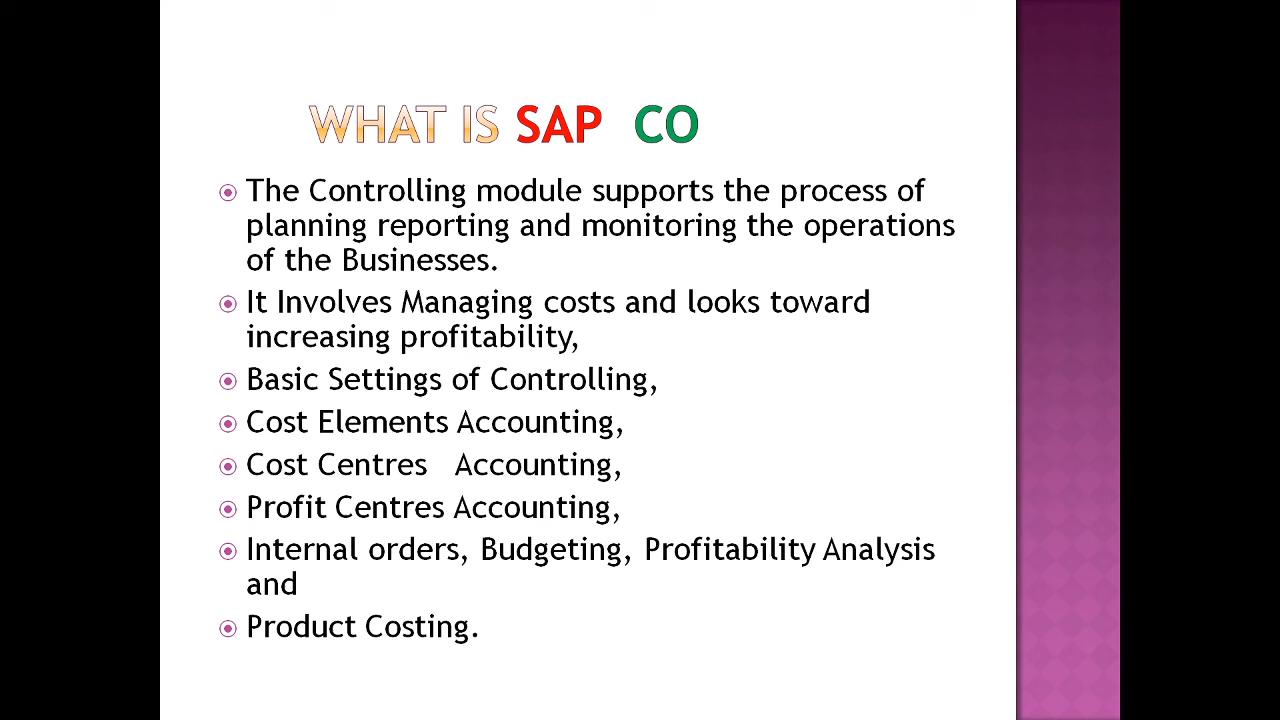 WHAT IS SAP CO
The Controlling module supports the process of
planning reporting and monitoring the operations
of the Businesses.
It Involves Managing costs and looks toward
increasing profitability,
Basic Settings of Controlling,
Cost Elements Accounting,
Cost Centres Accounting,
Profit Centres Accounting,
Internal orders, Budgeting, Profitability Analysis
and
Product Costing.